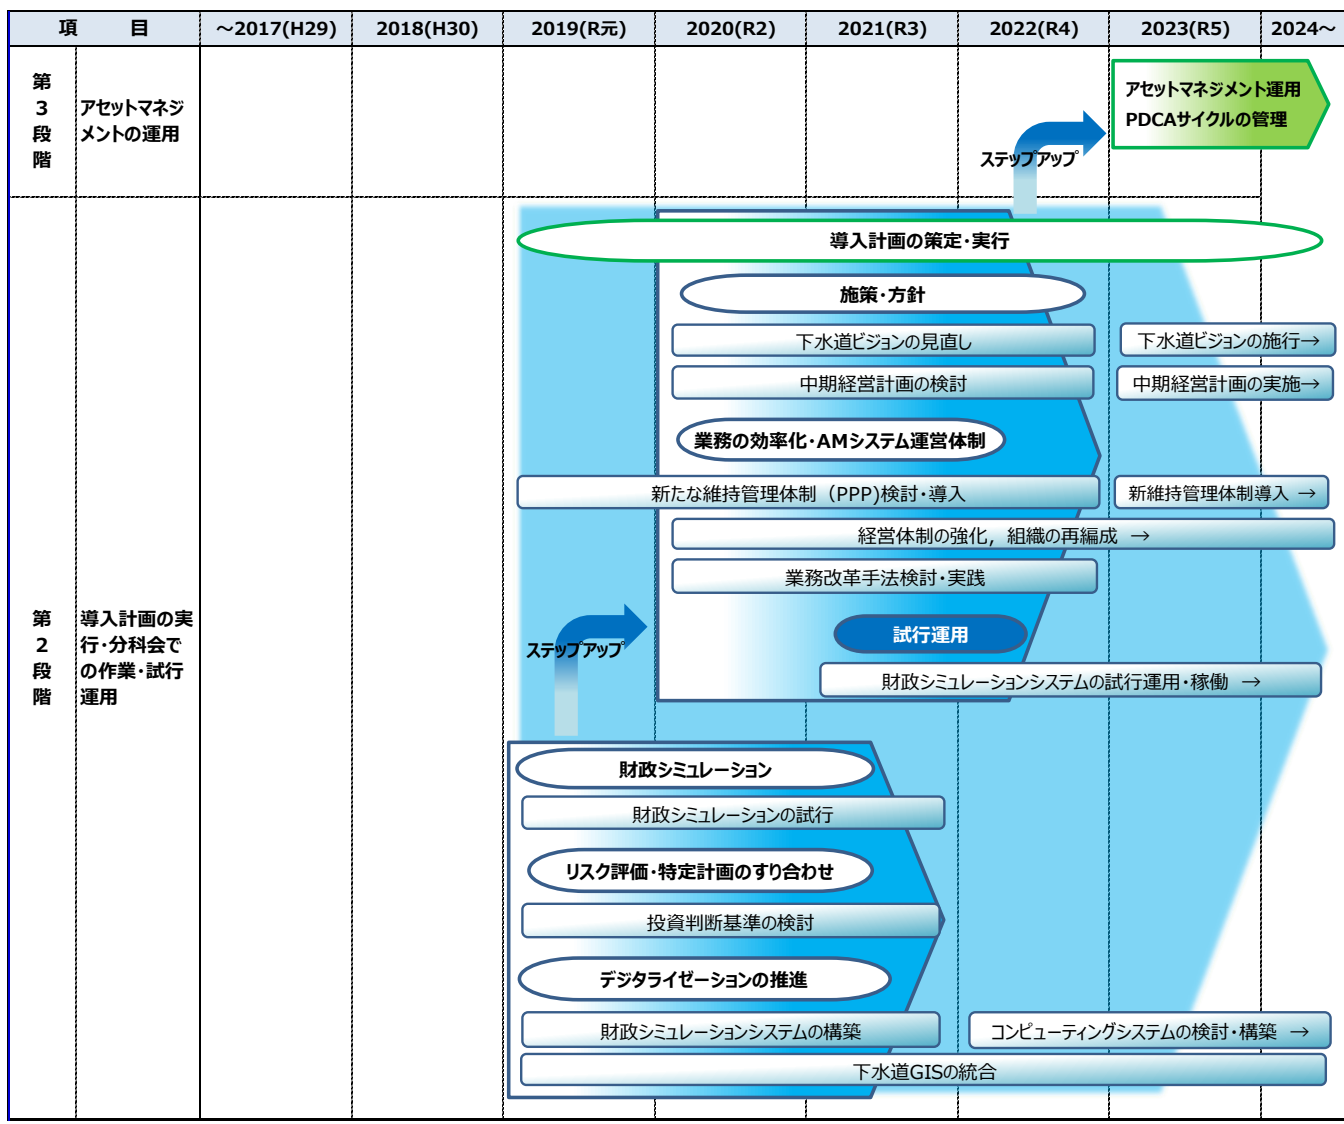 項 目 ～2017(H29) 2018(H30) 2019(R元) 2020(R2) 2021(R3) 2022(R4) 2023(R5) 2024～
第
3
段
階
アセットマネジ
メントの運用
アセットマネジメント運用
PDCAサイクルの管理
ステップアップ
第
2
段
階
導入計画の実
行・分科会で
の作業・試行
運用
導入計画の策定・実行
施策・方針
下水道ビジョンの見直し
下水道ビジョンの施行→
中期経営計画の検討
中期経営計画の実施→
業務の効率化・AMシステム運営体制
新たな維持管理体制（PPP)検討・導入
新維持管理体制導入 →
経営体制の強化，組織の再編成 →
業務改革手法検討・実践
ステップアップ
試行運用
財政シミュレーションシステムの試行運用・稼働 →
財政シミュレーション
財政シミュレーションの試行
リスク評価・特定計画のすり合わせ
投資判断基準の検討
デジタライゼーションの推進
財政シミュレーションシステムの構築
コンピューティングシステムの検討・構築 →
下水道GISの統合